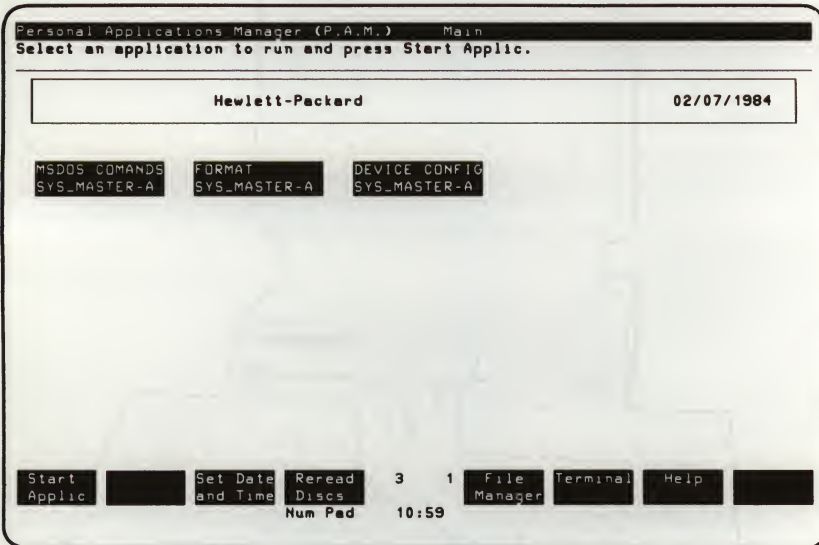 Personal Applications Manager (P.A.M.) Main
Select an application to run and press Start Applic.
Hewlett-Packard 02/07/1984
MSDOS COMANDS FORMAT DEVICE CONFIG
SYS_MASTER-A SYS_MASTER-A SYS_MASTER-A
Start Set Date Reread 3 1 File Terminal Help
Applic and Time Discs Manager
Num Pad 10:59